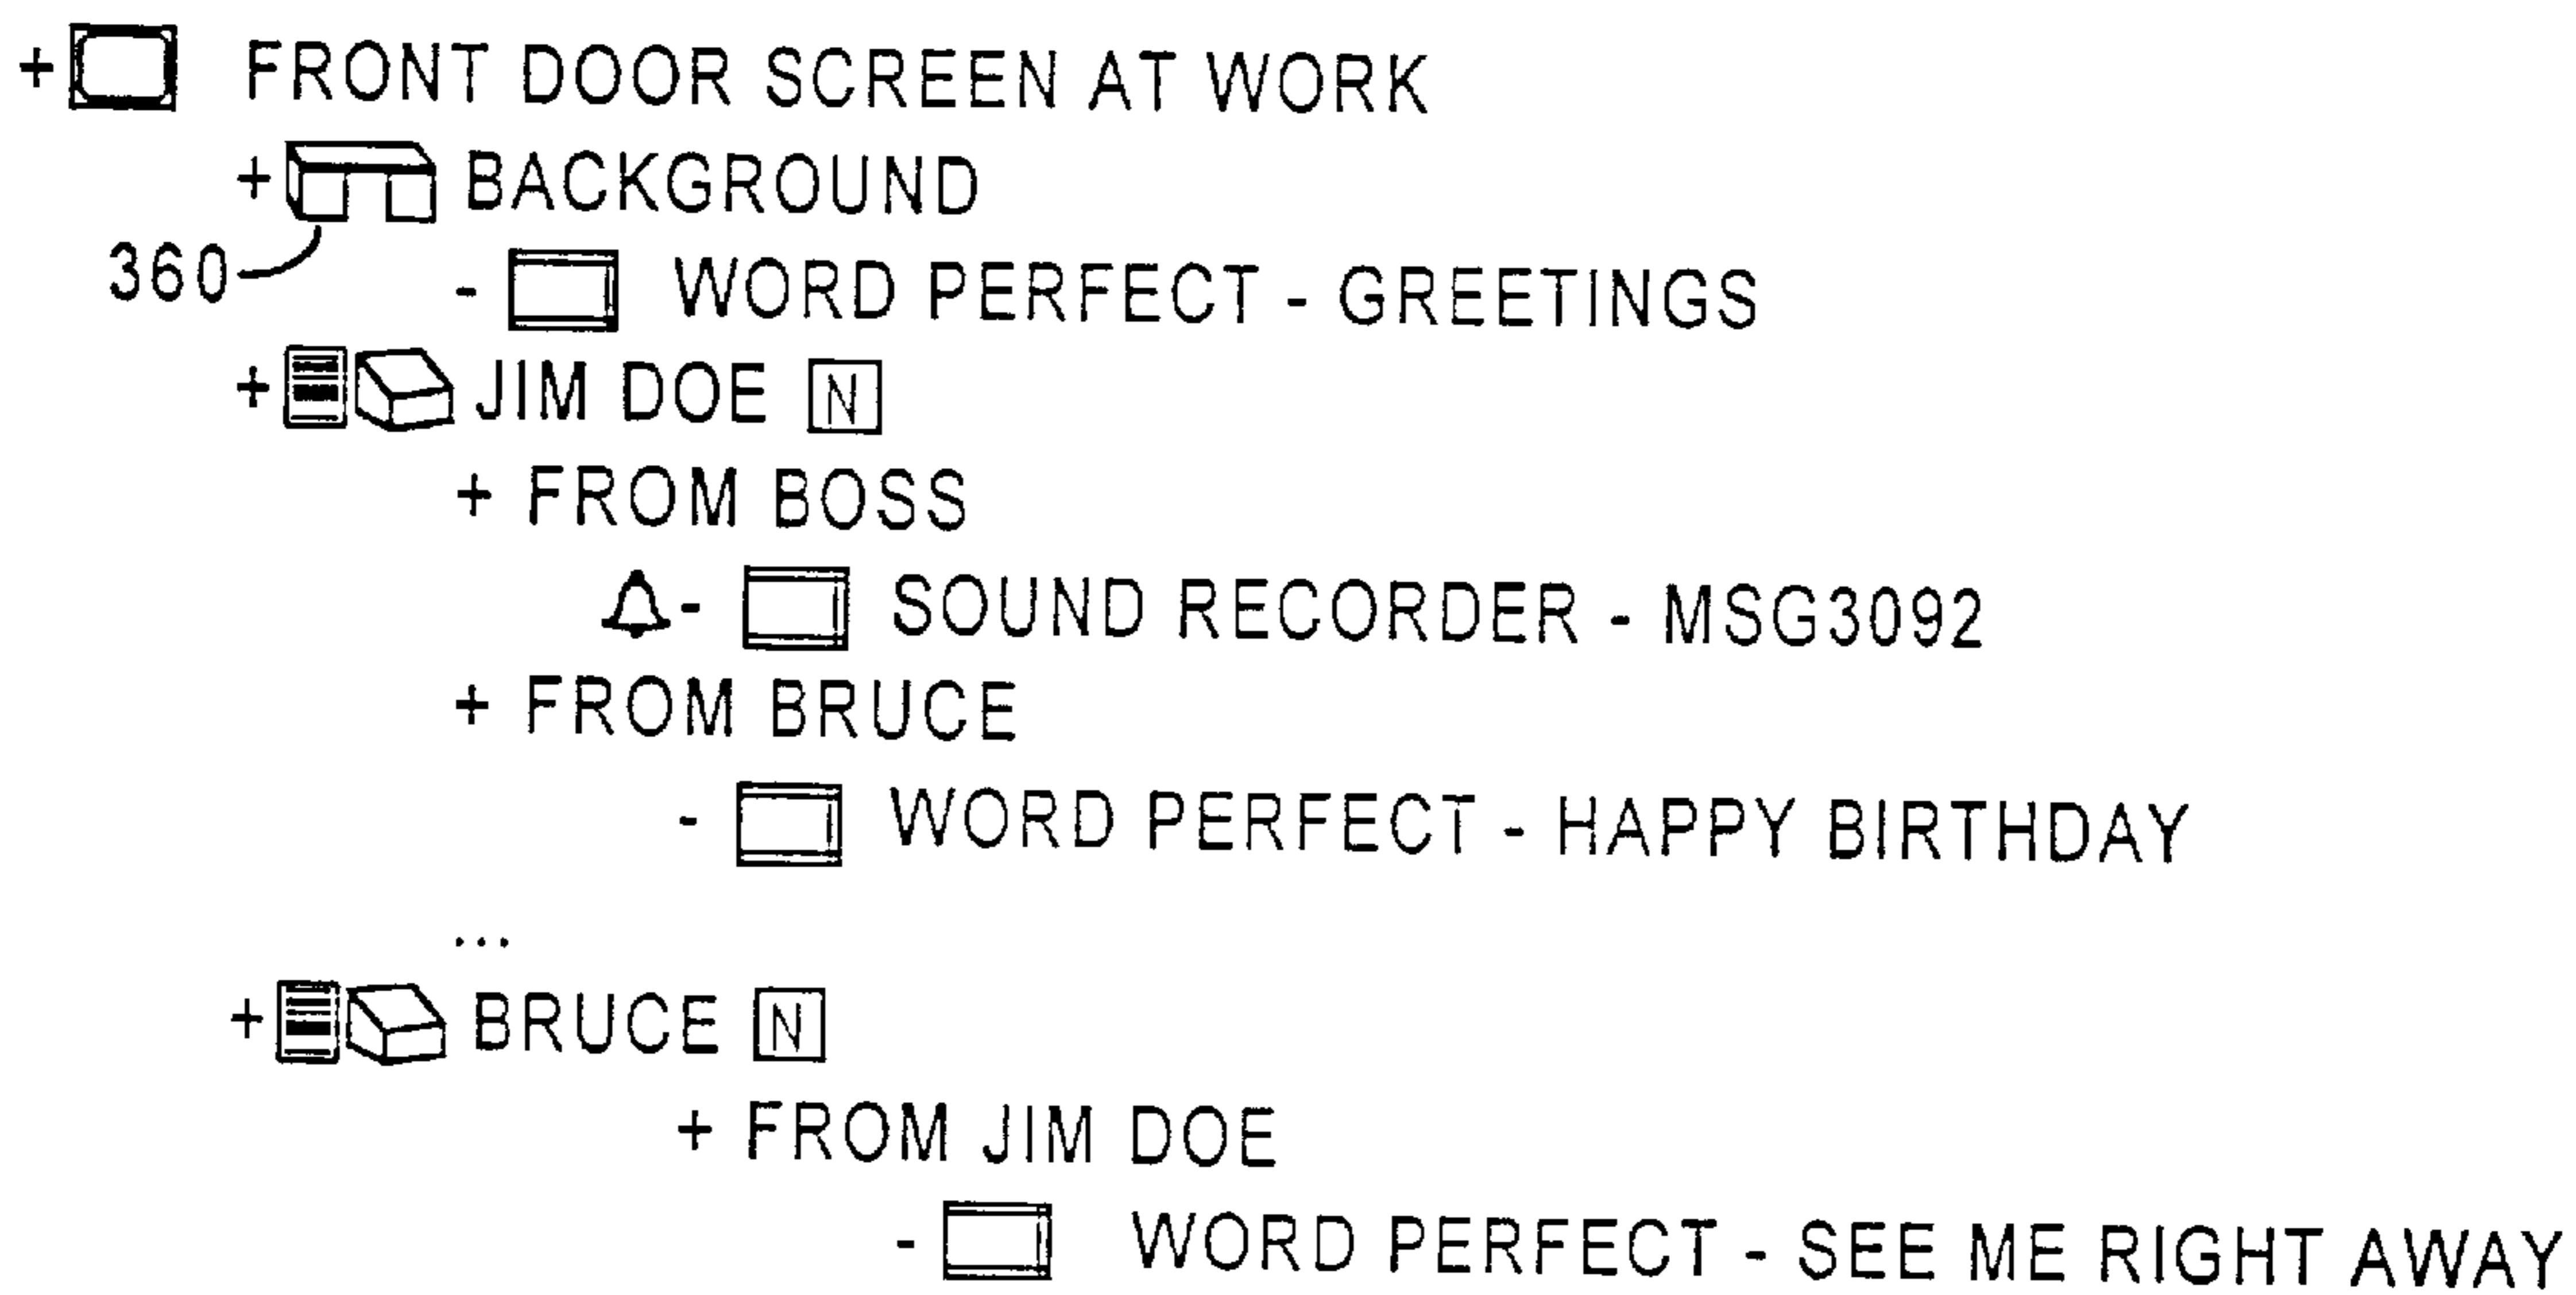 + FRONT DOOR SCREEN AT WORK
+ BACKGROUND
360
- WORD PERFECT - GREETINGS
+ JIM DOE N
+ FROM BOSS
- SOUND RECORDER - MSG3092
+ FROM BRUCE
- WORD PERFECT - HAPPY BIRTHDAY
...
+ BRUCE N
+ FROM JIM DOE
- WORD PERFECT - SEE ME RIGHT AWAY